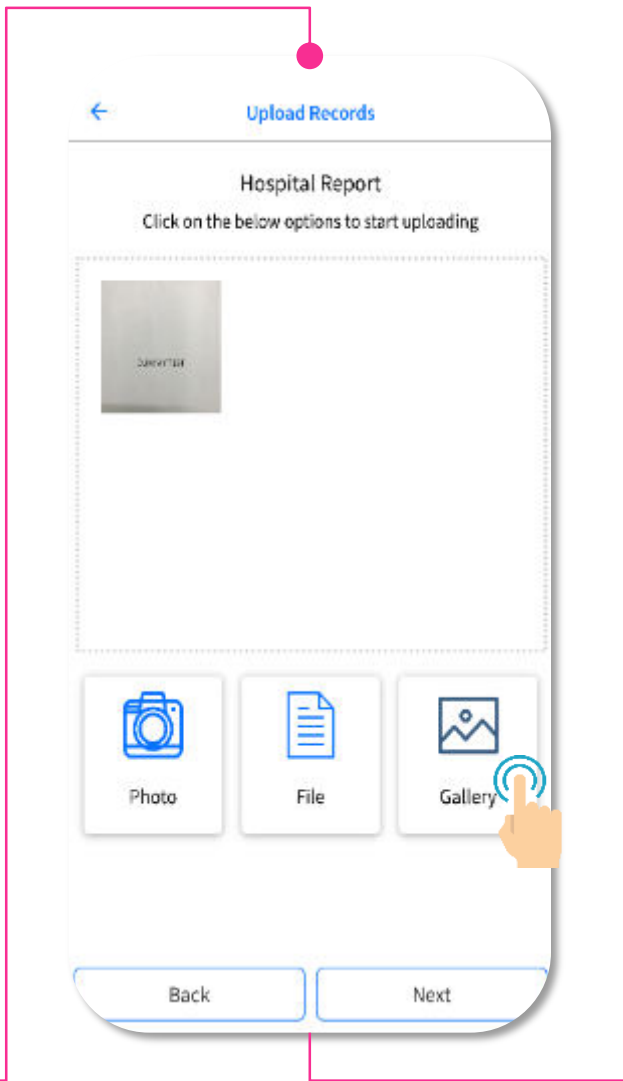 Upload Records
Hospital Report
Click on the below options to start uploading
Photo
File
Gallery
Back
Next